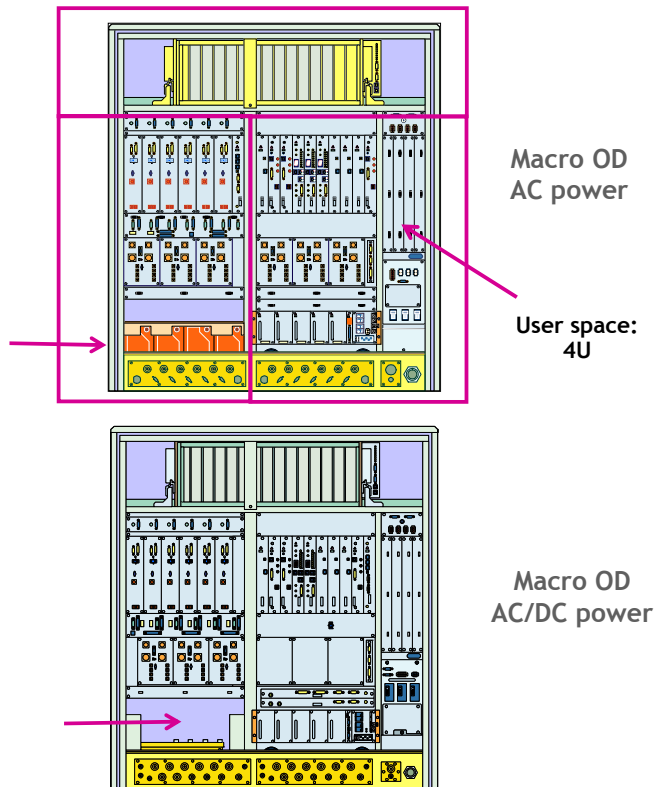 Macro OD
AC power
User space:
4U
Macro OD
AC/DC power